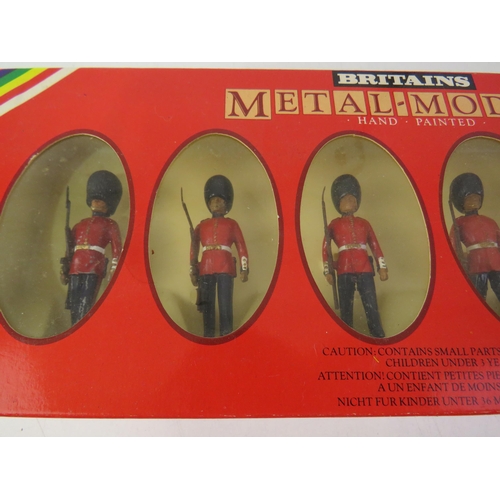 BRITAINS
METAL·MOD
· HAND · PAINTED ·
CAUTION: CONTAINS SMALL PARTS
CHILDREN UNDER 3 YE
ATTENTION: CONTIENT PETITES PIE
A UN ENFANT DE MOINS
NICHT FUR KINDER UNTER 36 M